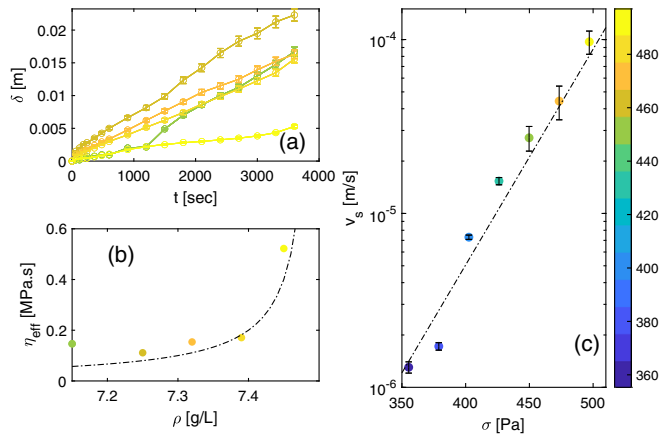 0.02
0.015
0.01
0.005
0
δ [m]
(a)
0 1000 2000 3000 4000
t [sec]
0.6
0.4
0.2
0
η_eff [MPa.s]
(b)
7.2 7.3 7.4
ρ [g/L]
10^-4
10^-5
10^-6
v_s [m/s]
(c)
350 400 450 500
σ [Pa]
480
460
440
420
400
380
360